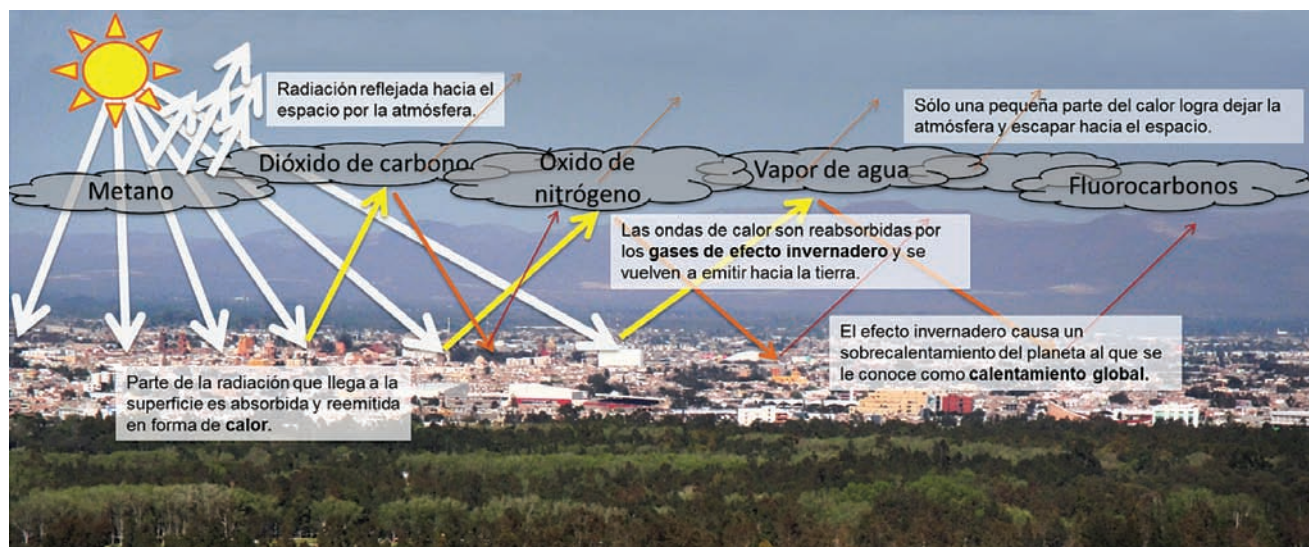 Radiación reflejada hacia el
espacio por la atmósfera.
Sólo una pequeña parte del calor logra dejar la
atmósfera y escapar hacia el espacio.
Metano
Dióxido de carbono
Óxido de
nitrógeno
Vapor de agua
Fluorocarbonos
Las ondas de calor son reabsorbidas por
los gases de efecto invernadero y se
vuelven a emitir hacia la tierra.
El efecto invernadero causa un
sobrecalentamiento del planeta al que se
le conoce como calentamiento global.
Parte de la radiación que llega a la
superficie es absorbida y reemitida
en forma de calor.